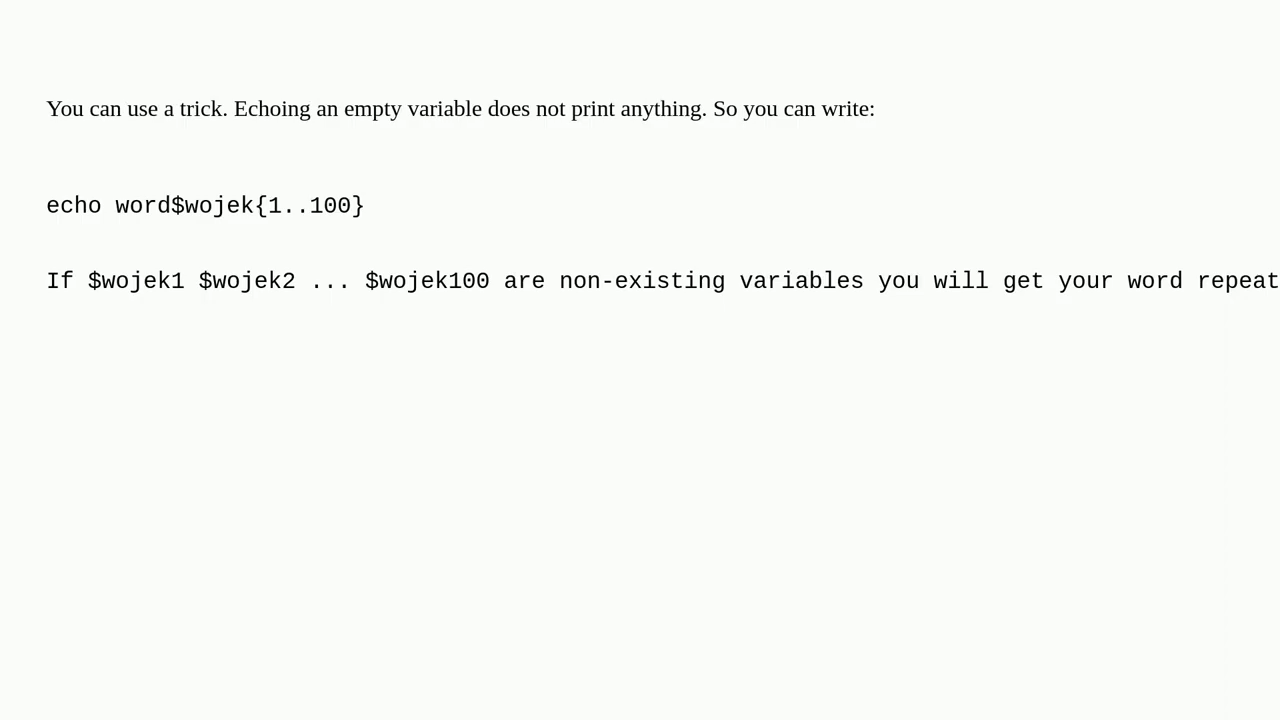 You can use a trick. Echoing an empty variable does not print anything. So you can write:
echo word$wojek{1..100}
If $wojek1 $wojek2 ... $wojek100 are non-existing variables you will get your word repeat